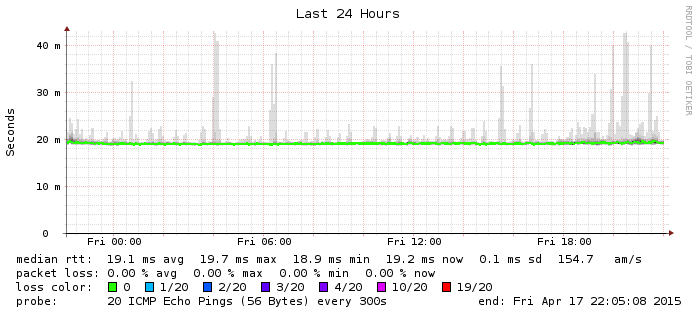 Last 24 Hours
RRDTOOL / TOBI OETIKER
Seconds
40 m
30 m
20 m
10 m
0
Fri 00:00 Fri 06:00 Fri 12:00 Fri 18:00
median rtt: 19.1 ms avg 19.7 ms max 18.9 ms min 19.2 ms now 0.1 ms sd 154.7 am/s
packet loss: 0.00 % avg 0.00 % max 0.00 % min 0.00 % now
loss color: 0 1/20 2/20 3/20 4/20 10/20 19/20
probe: 20 ICMP Echo Pings (56 Bytes) every 300s end: Fri Apr 17 22:05:08 2015